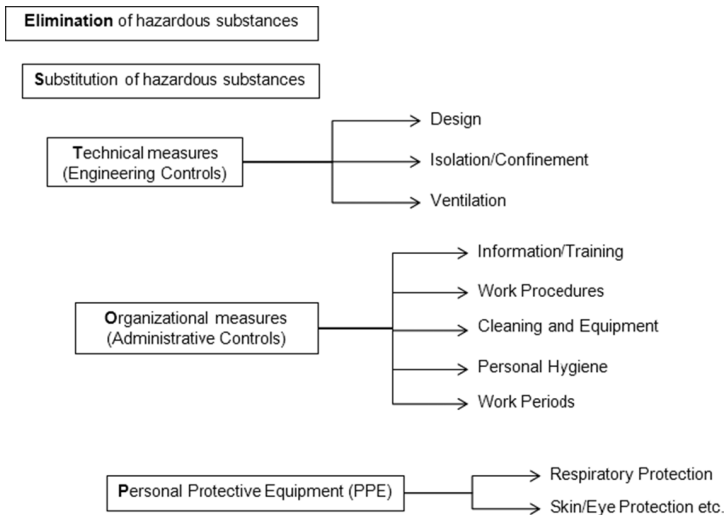 Elimination of hazardous substances
Substitution of hazardous substances
Technical measures
(Engineering Controls)
Design
Isolation/Confinement
Ventilation
Organizational measures
(Administrative Controls)
Information/Training
Work Procedures
Cleaning and Equipment
Personal Hygiene
Work Periods
Personal Protective Equipment (PPE)
Respiratory Protection
Skin/Eye Protection etc.